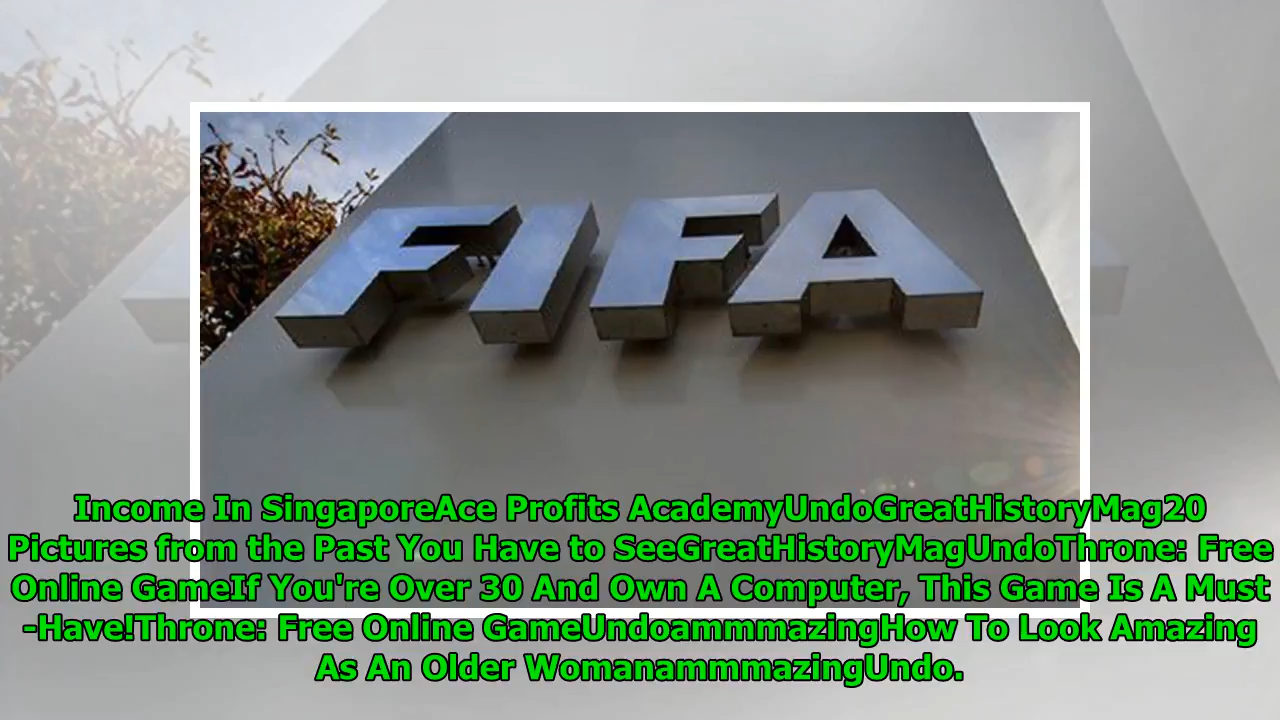 FIFA
Income In SingaporeAce Profits AcademyUndoGreatHistoryMag20
Pictures from the Past You Have to SeeGreatHistoryMagUndoThrone: Free
Online GameIf You're Over 30 And Own A Computer, This Game Is A Must
-Have!Throne: Free Online GameUndoammmazingHow To Look Amazing
As An Older WomanammmazingUndo.